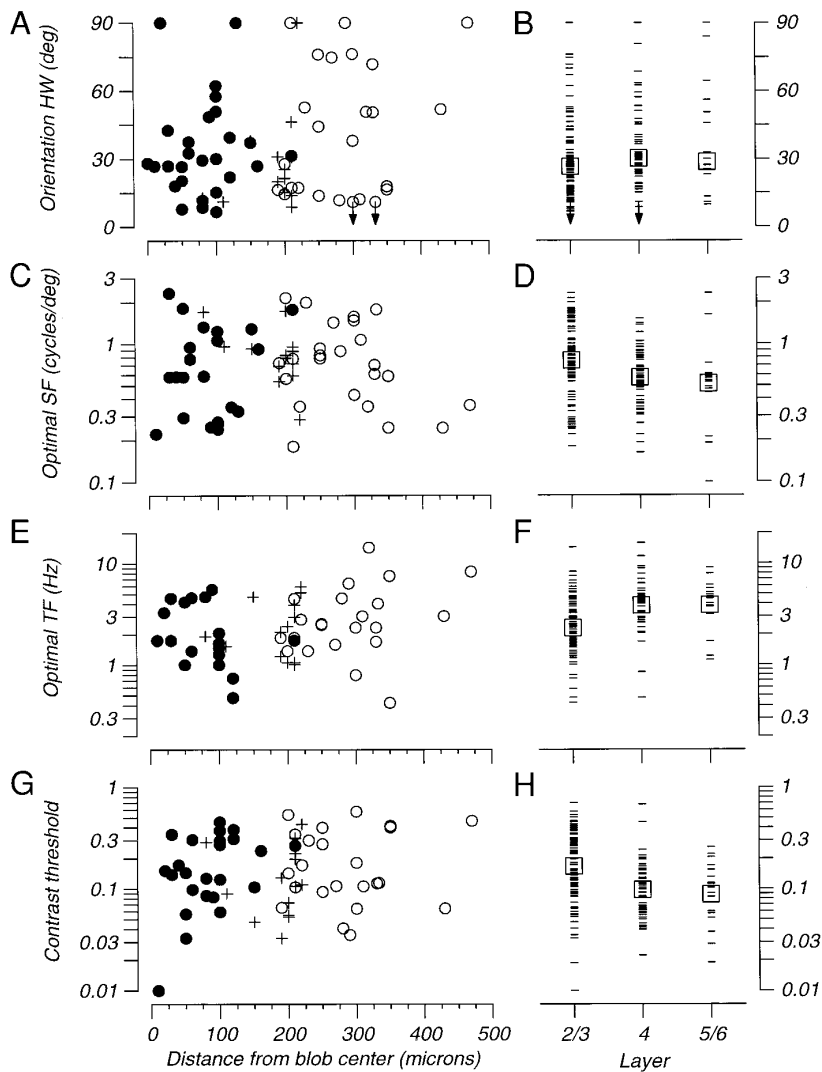 A
B
Orientation HW (deg)
90
60
30
0
90
60
30
0
C
D
Optimal SF (cycles/deg)
3
1
0.3
0.1
3
1
0.3
0.1
E
F
Optimal TF (Hz)
10
3
1
0.3
10
3
1
0.3
G
H
Contrast threshold
1
0.3
0.1
0.03
0.01
1
0.3
0.1
0.03
0.01
0 100 200 300 400 500
2/3 4 5/6
Distance from blob center (microns)
Layer